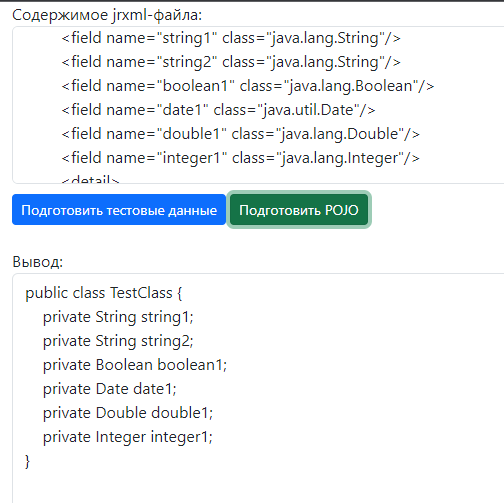 Содержимое jrxml-файла:
<field name="string1" class="java.lang.String"/>
<field name="string2" class="java.lang.String"/>
<field name="boolean1" class="java.lang.Boolean"/>
<field name="date1" class="java.util.Date"/>
<field name="double1" class="java.lang.Double"/>
<field name="integer1" class="java.lang.Integer"/>
<detail>
Подготовить тестовые данные Подготовить POJO
Вывод:
public class TestClass {
private String string1;
private String string2;
private Boolean boolean1;
private Date date1;
private Double double1;
private Integer integer1;
}